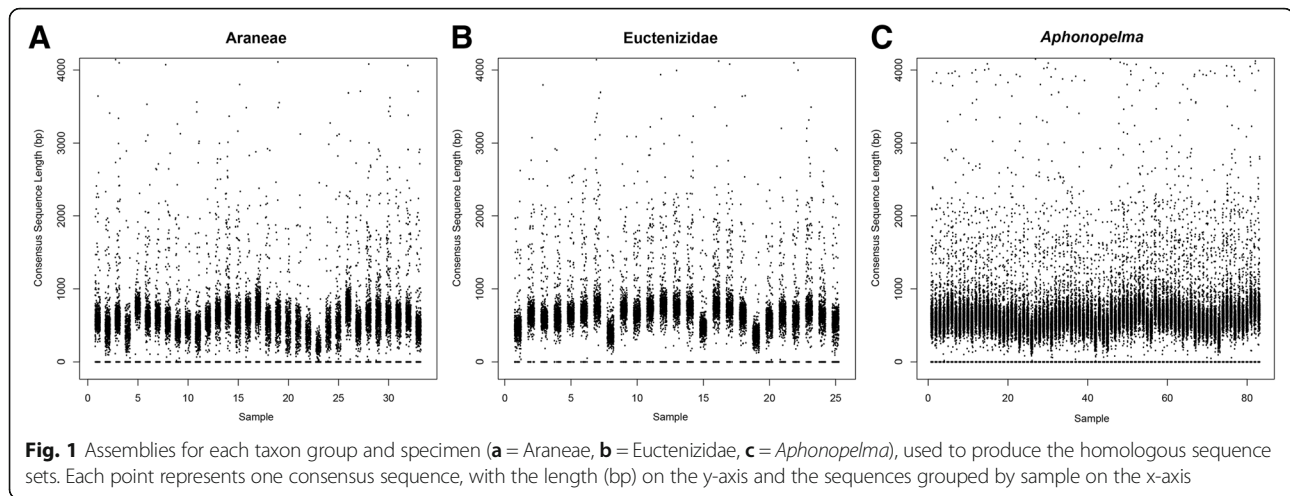 A
Araneae
Consensus Sequence Length (bp)
4000
3000
2000
1000
0
0 5 10 15 20 25 30
Sample
B
Euctenizidae
Consensus Sequence Length (bp)
4000
3000
2000
1000
0
0 5 10 15 20 25
Sample
C
Aphonopelma
Consensus Sequence Length (bp)
4000
3000
2000
1000
0
0 20 40 60 80
Sample
Fig. 1 Assemblies for each taxon group and specimen (a = Araneae, b = Euctenizidae, c = Aphonopelma), used to produce the homologous sequence
sets. Each point represents one consensus sequence, with the length (bp) on the y-axis and the sequences grouped by sample on the x-axis